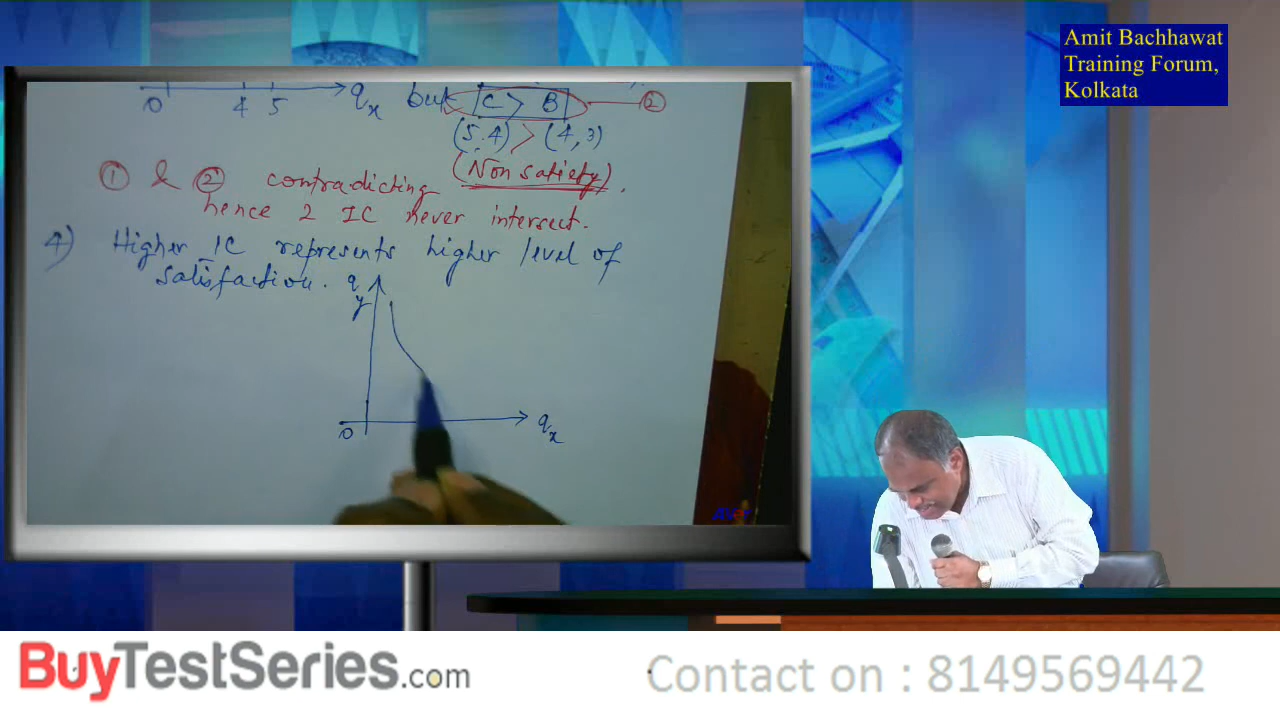 Amit Bachhawat
Training Forum,
Kolkata
0 4 5 qx but C > B ②
(5.4) > (4,3)
① & ② contradicting (Non satiety).
hence 2 IC never intersect.
4) Higher IC represents higher level of
satisfaction.
qy
0 qx
BuyTestSeries.com
Contact on : 8149569442